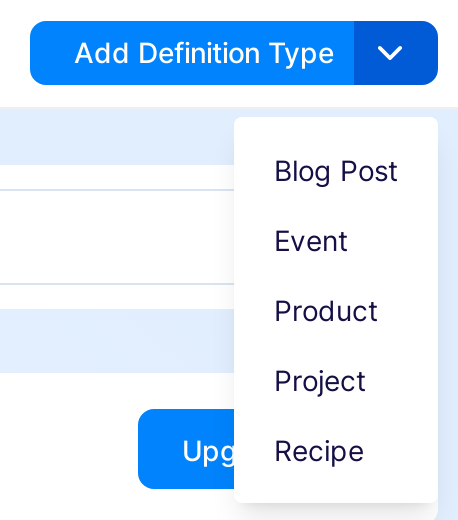 Add Definition Type
Blog Post
Event
Product
Project
Recipe